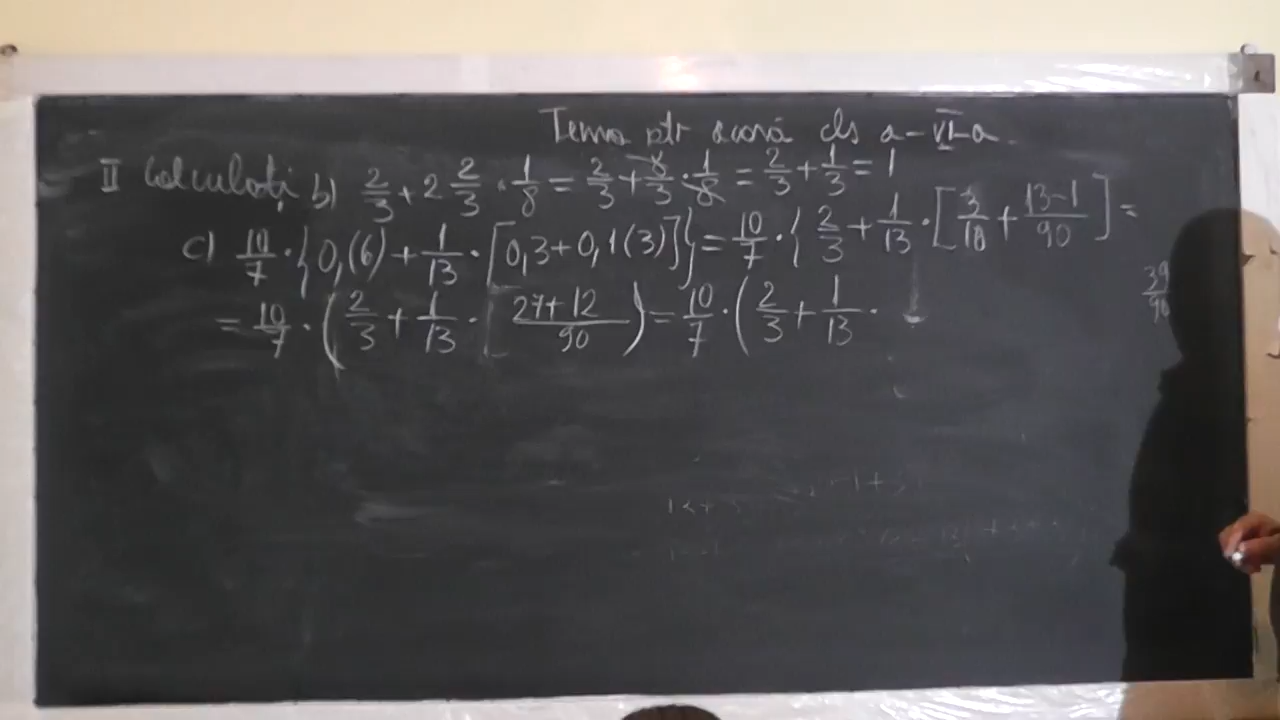 Tema ptr acasă cls a-VI-a
II Calculați b) 2/3 + 2 2/3 · 1/8 = 2/3 + 8/3 · 1/8 = 2/3 + 1/3 = 1
c) 10/7 · { 0,(6) + 1/13 · [ 0,3 + 0,1(3) ] } = 10/7 · { 2/3 + 1/13 · [ 3/10 + 13-1/90 ] =
= 10/7 · ( 2/3 + 1/13 · [ 27+12/90 ) = 10/7 · ( 2/3 + 1/13 ·
39/90